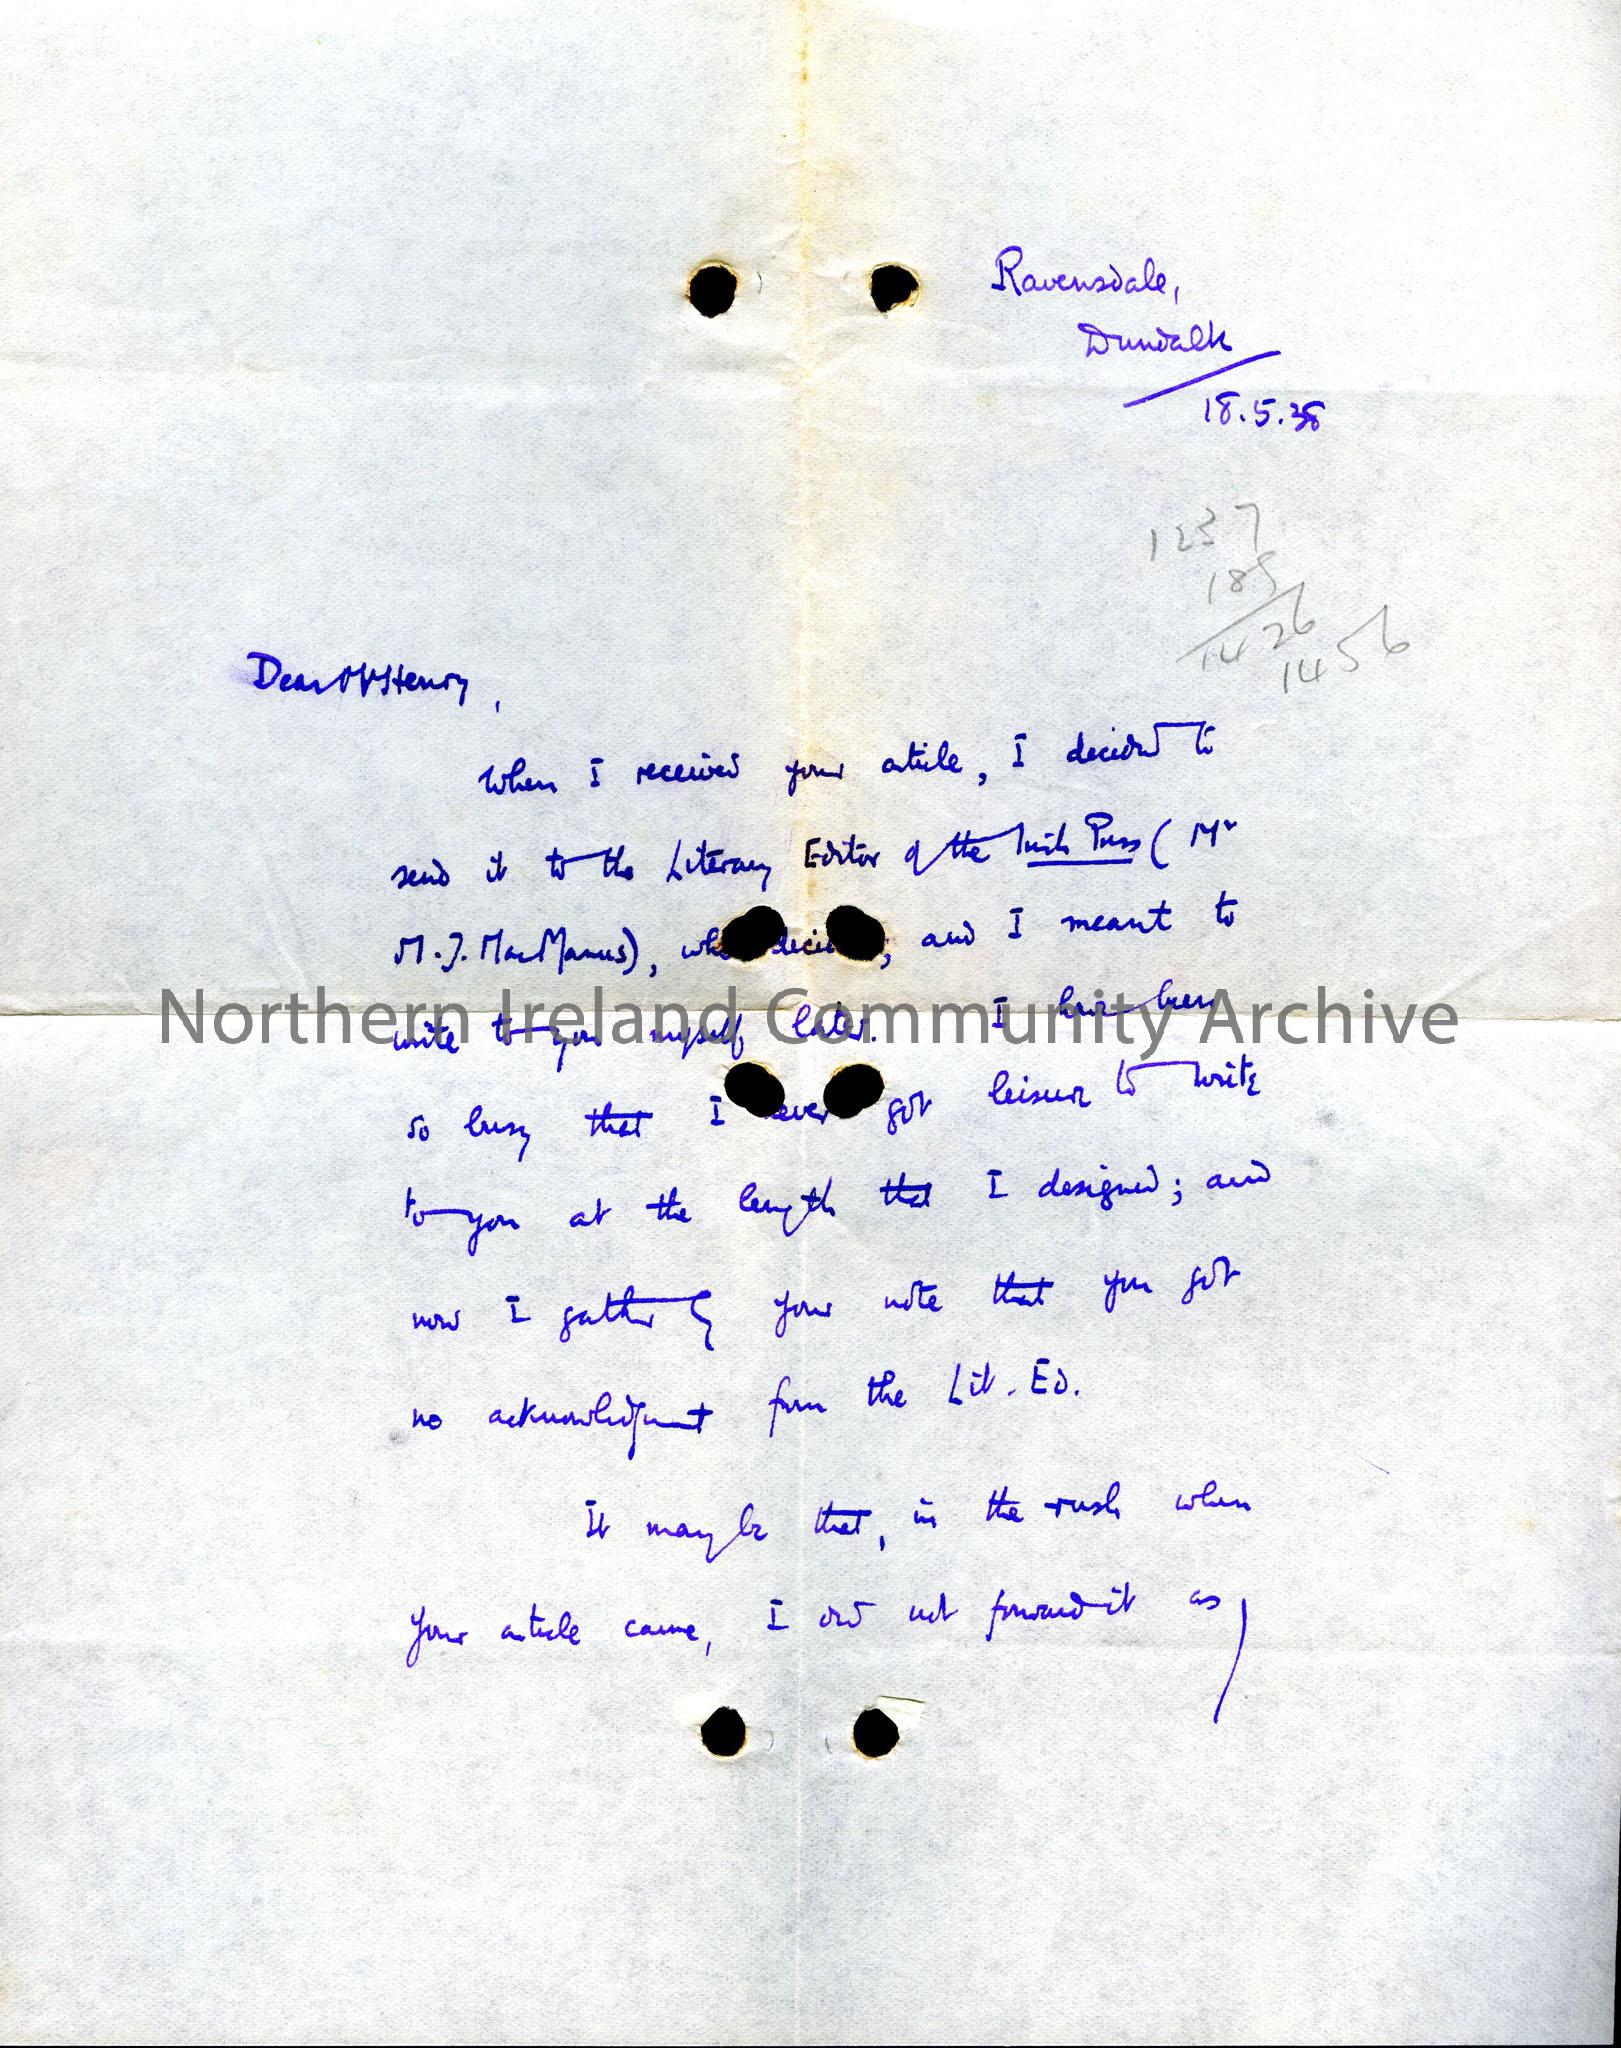 Ravensdale,
Dundalk
18.5.38
1237
185
1426
1456
Dear Mr Henry,
When I received your article, I decided to
send it to the Literary Editor of the Irish Press (Mr
M. J. MacManus), who decides; and I meant to
write to you myself later. I have been
so busy that I never got leisure to write
to you at the length that I designed; and
now I gather by your note that you got
no acknowledgment from the Lit. Ed.
It may be that, in the rush when
your article came, I did not forward it as
Northern Ireland Community Archive